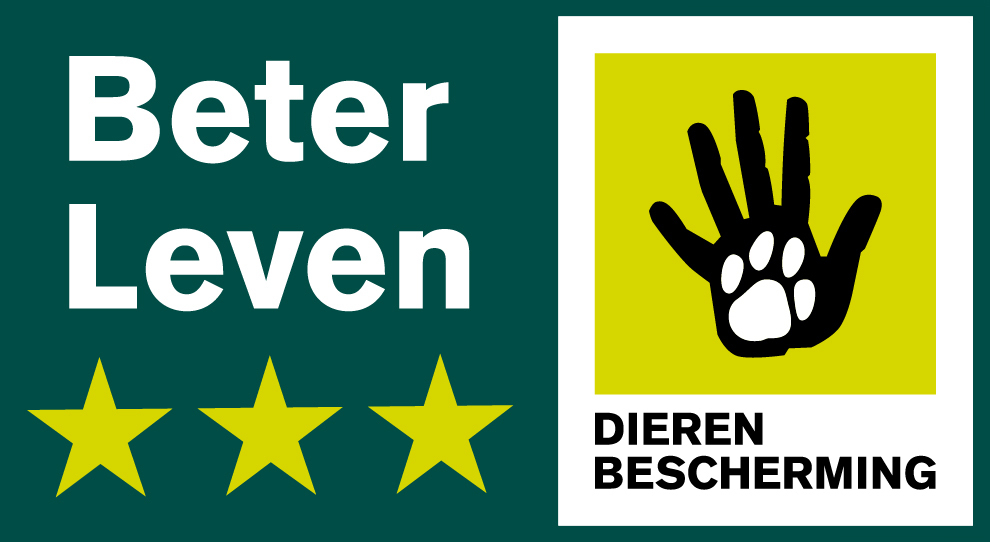 Beter
Leven
DIEREN
BESCHERMING